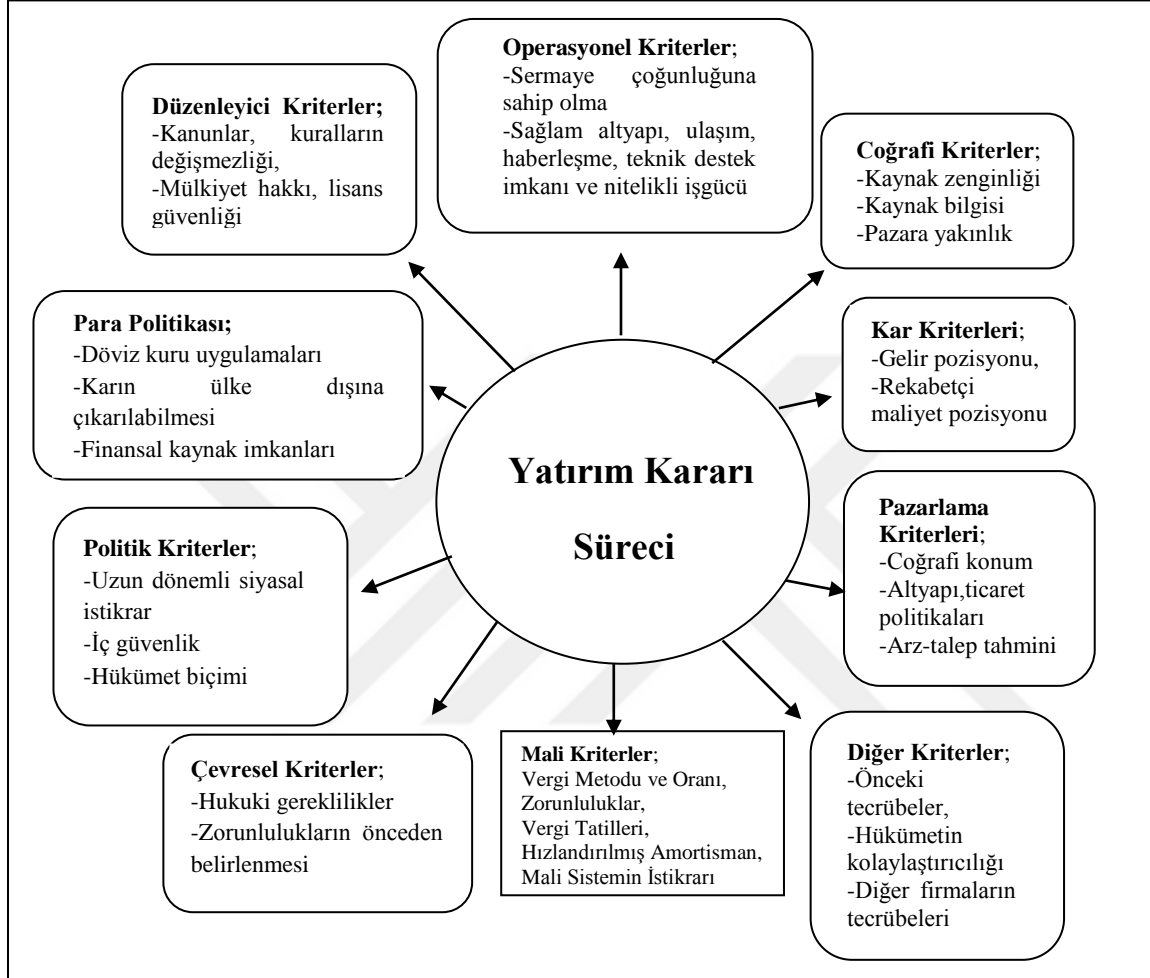 Operasyonel Kriterler;
-Sermaye çoğunluğuna
sahip olma
-Sağlam altyapı, ulaşım,
haberleşme, teknik destek
imkanı ve nitelikli işgücü
Düzenleyici Kriterler;
-Kanunlar, kuralların
değişmezliği,
-Mülkiyet hakkı, lisans
güvenliği
Coğrafi Kriterler;
-Kaynak zenginliği
-Kaynak bilgisi
-Pazara yakınlık
Para Politikası;
-Döviz kuru uygulamaları
-Karın ülke dışına
çıkarılabilmesi
-Finansal kaynak imkanları
Kar Kriterleri;
-Gelir pozisyonu,
-Rekabetçi
maliyet pozisyonu
Yatırım Kararı
Süreci
Pazarlama
Kriterleri;
-Coğrafi konum
-Altyapı,ticaret
politikaları
-Arz-talep tahmini
Politik Kriterler;
-Uzun dönemli siyasal
istikrar
-İç güvenlik
-Hükümet biçimi
Çevresel Kriterler;
-Hukuki gereklilikler
-Zorunlulukların önceden
belirlenmesi
Mali Kriterler;
Vergi Metodu ve Oranı,
Zorunluluklar,
Vergi Tatilleri,
Hızlandırılmış Amortisman,
Mali Sistemin İstikrarı
Diğer Kriterler;
-Önceki
tecrübeler,
-Hükümetin
kolaylaştırıcılığı
-Diğer firmaların
tecrübeleri